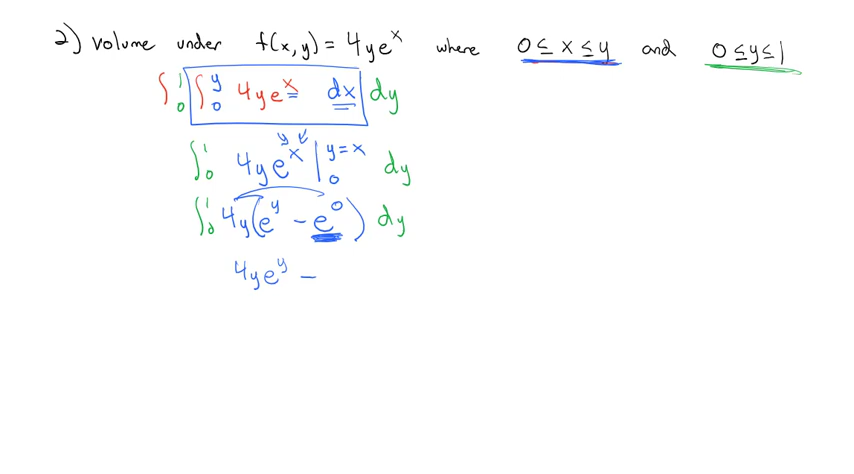 2) Volume under f(x,y) = 4ye^x where 0 ≤ x ≤ y and 0 ≤ y ≤ 1
∫_0^1 ∫_0^y 4ye^x dx dy
∫_0^1 4ye^x |_0^{y=x} dy
∫_0^1 4y(e^y − e^0) dy
4ye^y −